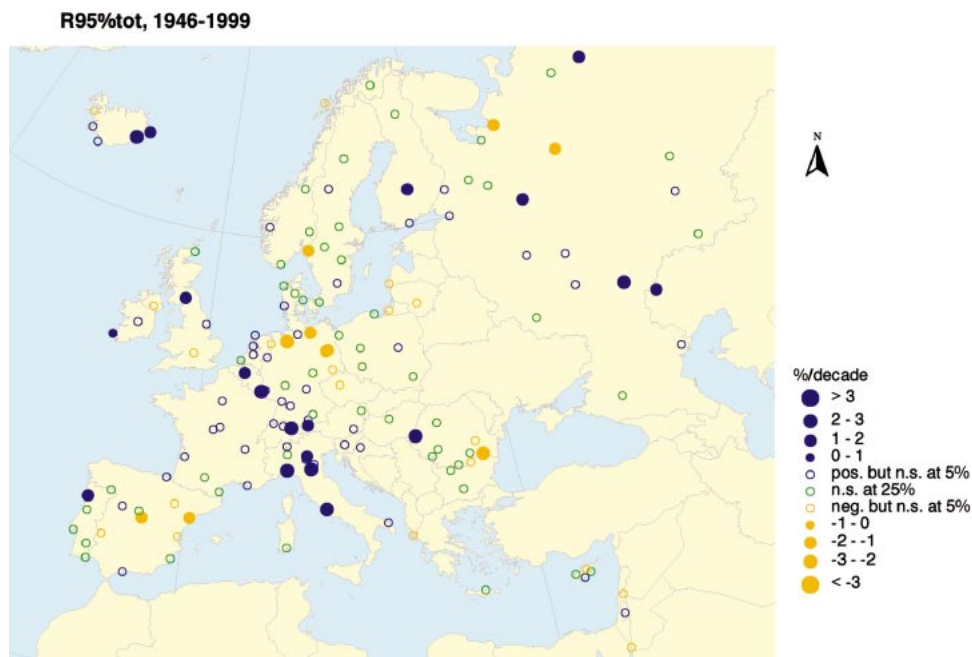 R95%tot, 1946-1999
N
%/decade
> 3
2 - 3
1 - 2
0 - 1
pos. but n.s. at 5%
n.s. at 25%
neg. but n.s. at 5%
-1 - 0
-2 - -1
-3 - -2
< -3